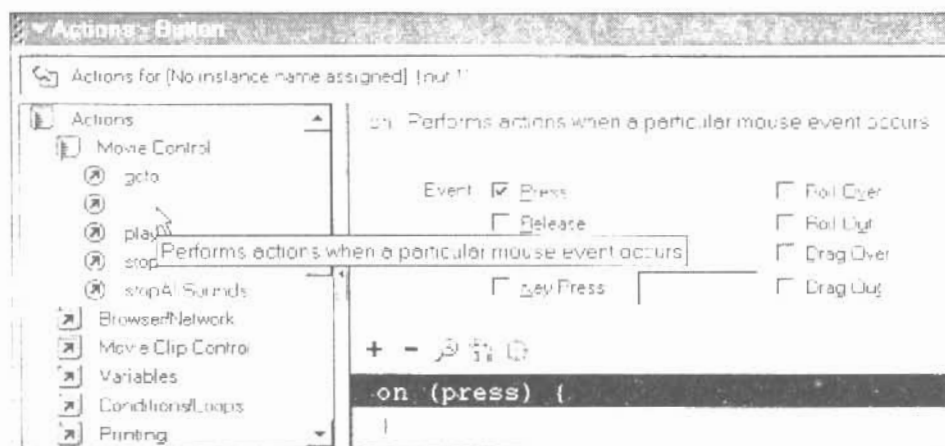 Actions - Button
Actions for [No instance name assigned]
Actions
Movie Control
goto
play
stop
stopAllSounds
Browser/Network
Movie Clip Control
Variables
Conditions/Loops
Printing
on Performs actions when a particular mouse event occurs
Event Press
Release
Key Press
Roll Over
Roll Out
Drag Over
Drag Out
Performs actions when a particular mouse event occurs
+ -
on (press) {
}